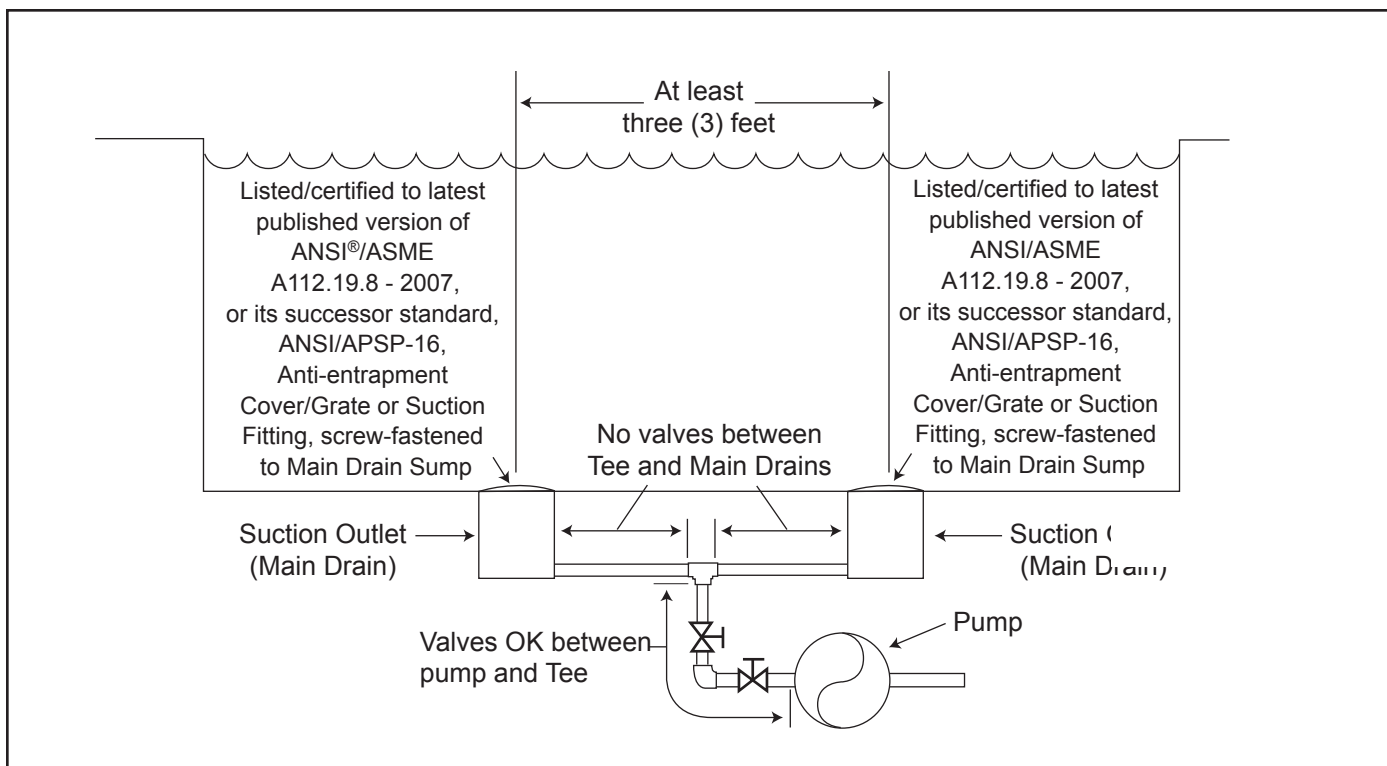 At least
three (3) feet
Listed/certified to latest
published version of
ANSI®/ASME
A112.19.8 - 2007,
or its successor standard,
ANSI/APSP-16,
Anti-entrapment
Cover/Grate or Suction
Fitting, screw-fastened
to Main Drain Sump
Listed/certified to latest
published version of
ANSI/ASME
A112.19.8 - 2007,
or its successor standard,
ANSI/APSP-16,
Anti-entrapment
Cover/Grate or Suction
Fitting, screw-fastened
to Main Drain Sump
No valves between
Tee and Main Drains
Suction Outlet
(Main Drain)
Suction
(Main Drain)
Valves OK between
pump and Tee
Pump